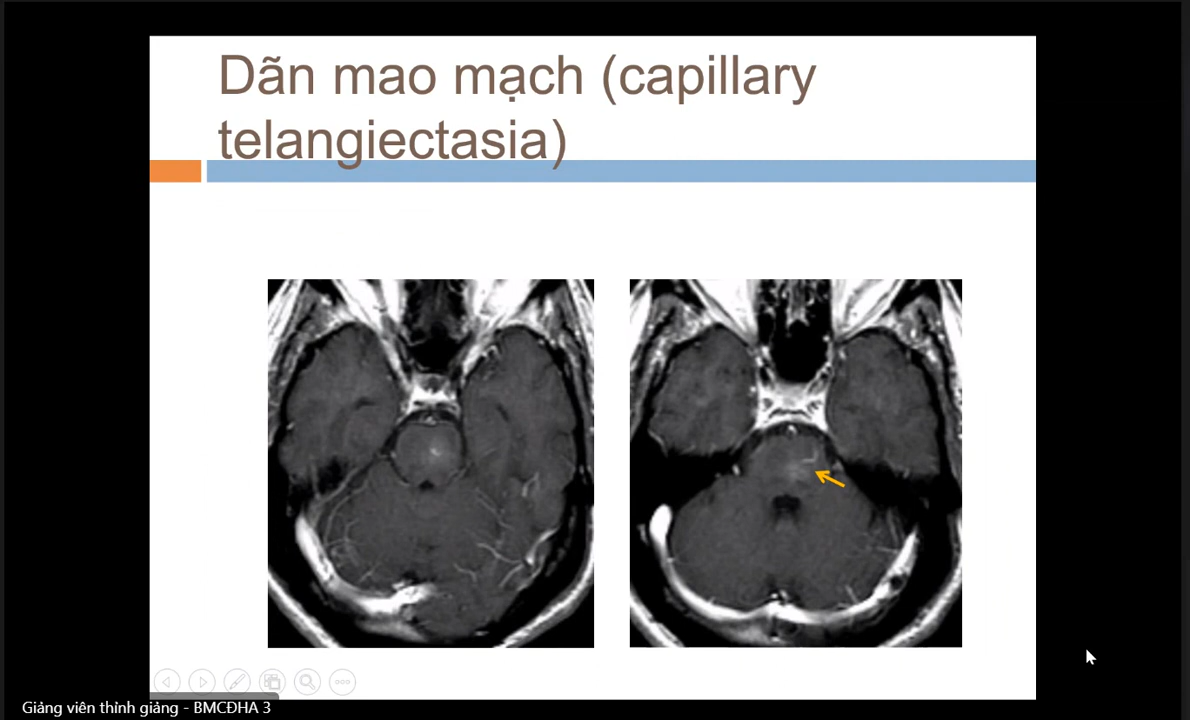 Dãn mao mạch (capillary
telangiectasia)
Giảng viên thỉnh giảng - BMCĐHA 3